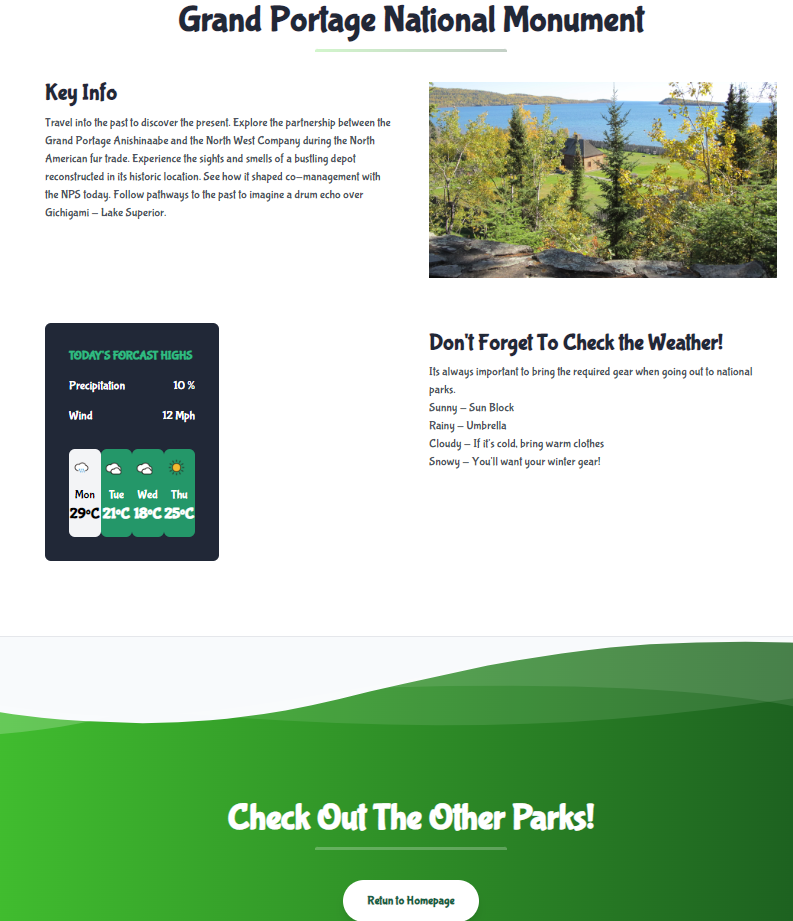 Grand Portage National Monument
Key Info
Travel into the past to discover the present. Explore the partnership between the
Grand Portage Anishinaabe and the North West Company during the North
American fur trade. Experience the sights and smells of a bustling depot
reconstructed in its historic location. See how it shaped co-management with
the NPS today. Follow pathways to the past to imagine a drum echo over
Gichigami - Lake Superior.
TODAY'S FORCAST HIGHS
Precipitation 10 %
Wind 12 Mph
Mon Tue Wed Thu
29°C 21°C 18°C 25°C
Don't Forget To Check the Weather!
Its always important to bring the required gear when going out to national
parks.
Sunny - Sun Block
Rainy - Umbrella
Cloudy - If it's cold, bring warm clothes
Snowy - You'll want your winter gear!
Check Out The Other Parks!
Retun to Homepage